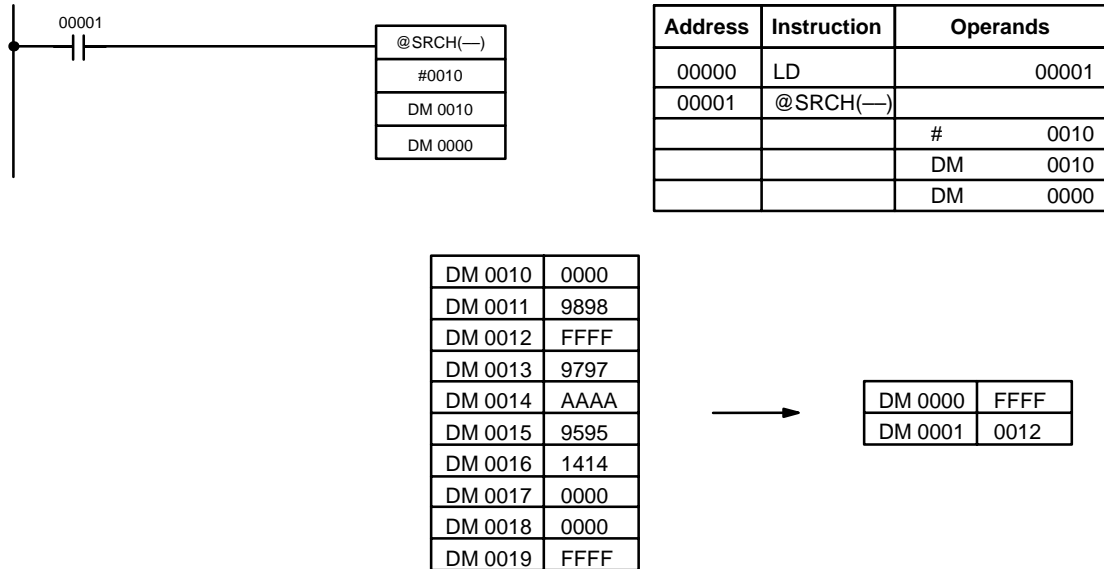 00001
@SRCH(—)
#0010
DM 0010
DM 0000
Address Instruction Operands
00000 LD 00001
00001 @SRCH(—)
# 0010
DM 0010
DM 0000
DM 0010 0000
DM 0011 9898
DM 0012 FFFF
DM 0013 9797
DM 0014 AAAA
DM 0015 9595
DM 0016 1414
DM 0017 0000
DM 0018 0000
DM 0019 FFFF
DM 0000 FFFF
DM 0001 0012